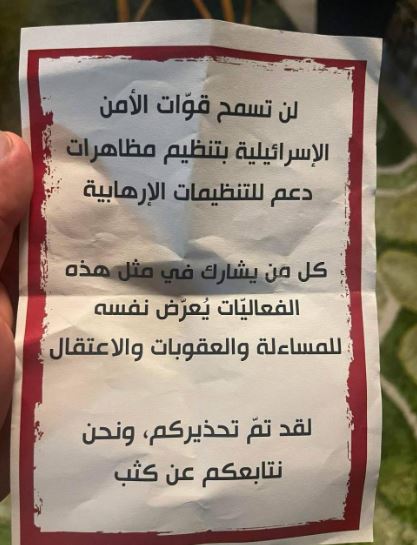 لن تسمح قوّات الأمن
الإسرائيلية بتنظيم مظاهرات
دعم للتنظيمات الإرهابية
كل من يشارك في مثل هذه
الفعاليّات يُعرّض نفسه
للمساءلة والعقوبات والاعتقال
لقد تمّ تحذيركم، ونحن
نتابعكم عن كثب